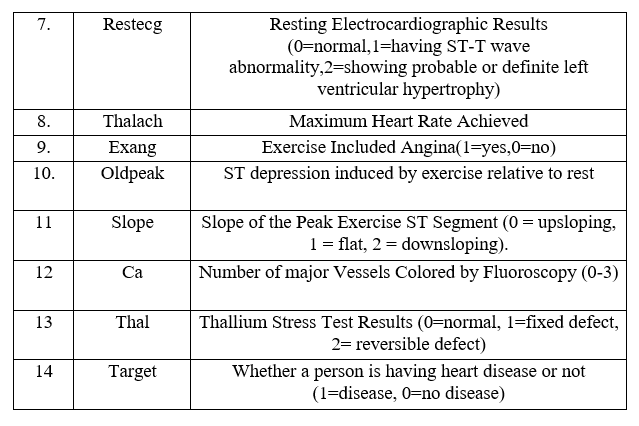 7. Restecg Resting Electrocardiographic Results
(0=normal,1=having ST-T wave
abnormality,2=showing probable or definite left
ventricular hypertrophy)
8. Thalach Maximum Heart Rate Achieved
9. Exang Exercise Included Angina(1=yes,0=no)
10. Oldpeak ST depression induced by exercise relative to rest
11 Slope Slope of the Peak Exercise ST Segment (0 = upsloping,
1 = flat, 2 = downsloping).
12 Ca Number of major Vessels Colored by Fluoroscopy (0-3)
13 Thal Thallium Stress Test Results (0=normal, 1=fixed defect,
2= reversible defect)
14 Target Whether a person is having heart disease or not
(1=disease, 0=no disease)